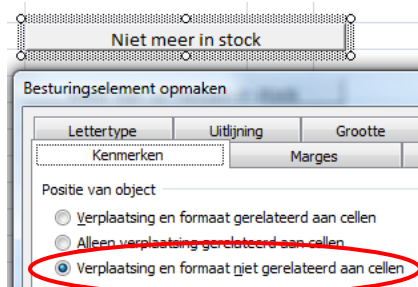 Niet meer in stock
Besturingselement opmaken
Lettertype Uitlijning Grootte
Kenmerken Marges
Positie van object
Verplaatsing en formaat gerelateerd aan cellen
Alleen verplaatsing gerelateerd aan cellen
Verplaatsing en formaat niet gerelateerd aan cellen